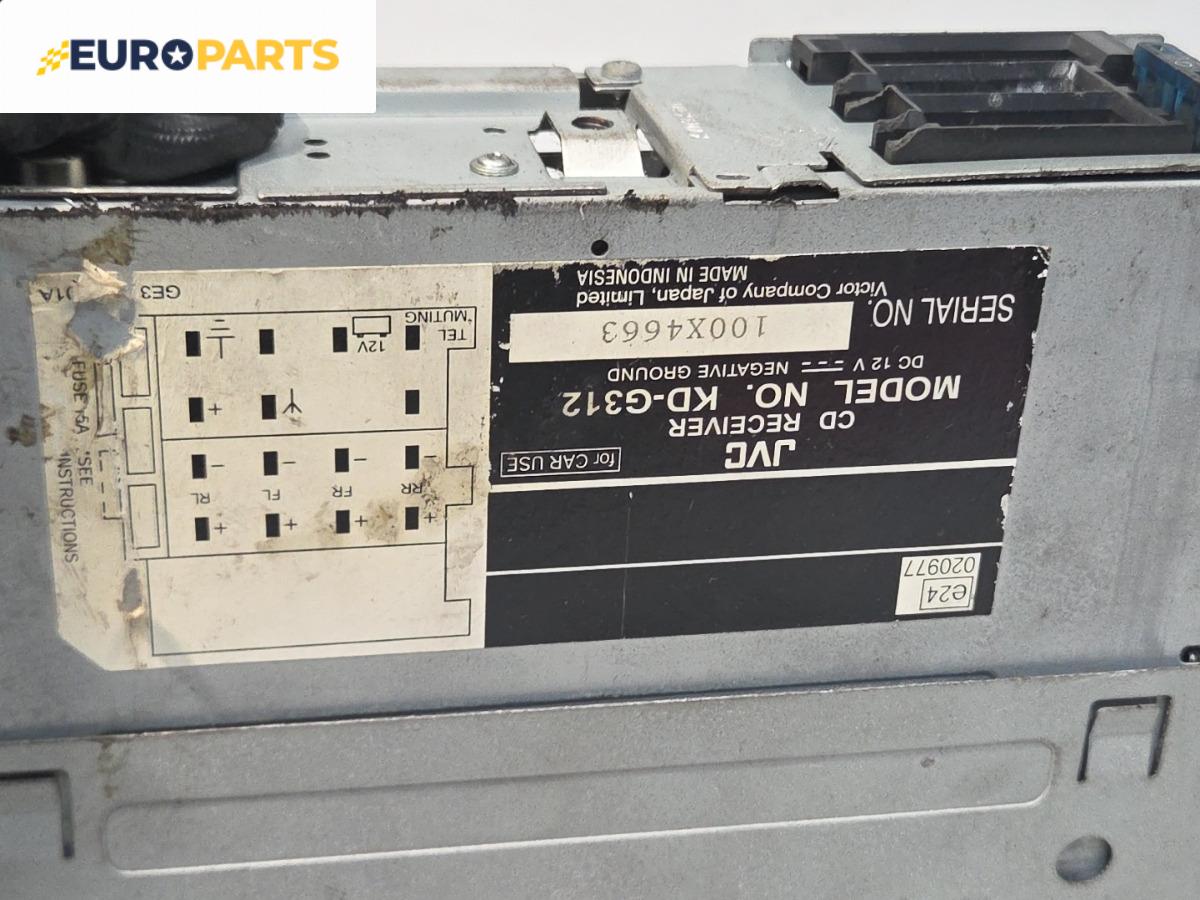 EUROPARTS
e24
020977
JVC
for CAR USE
CD RECEIVER
MODEL NO. KD-G312
DC 12 V NEGATIVE GROUND
SERIAL NO.
100X4663
Victor Company of Japan, Limited
MADE IN INDONESIA
+ + + +
RR FR FL RL
- - - -
+
TEL
MUTING
12V
FUSE 15A *SEE
INSTRUCTIONS
GE3
01A